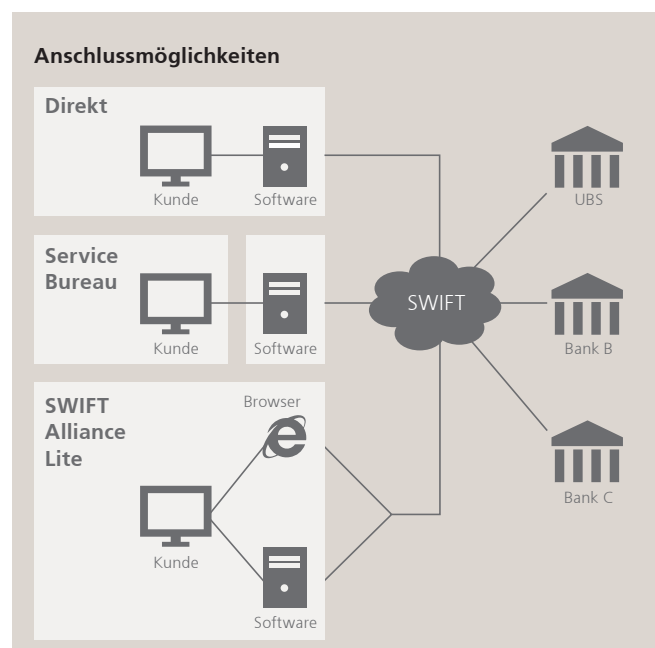 Anschlussmöglichkeiten
Direkt
Kunde
Software
Service
Bureau
Kunde
Software
SWIFT
Alliance
Lite
Browser
Kunde
Software
SWIFT
UBS
Bank B
Bank C